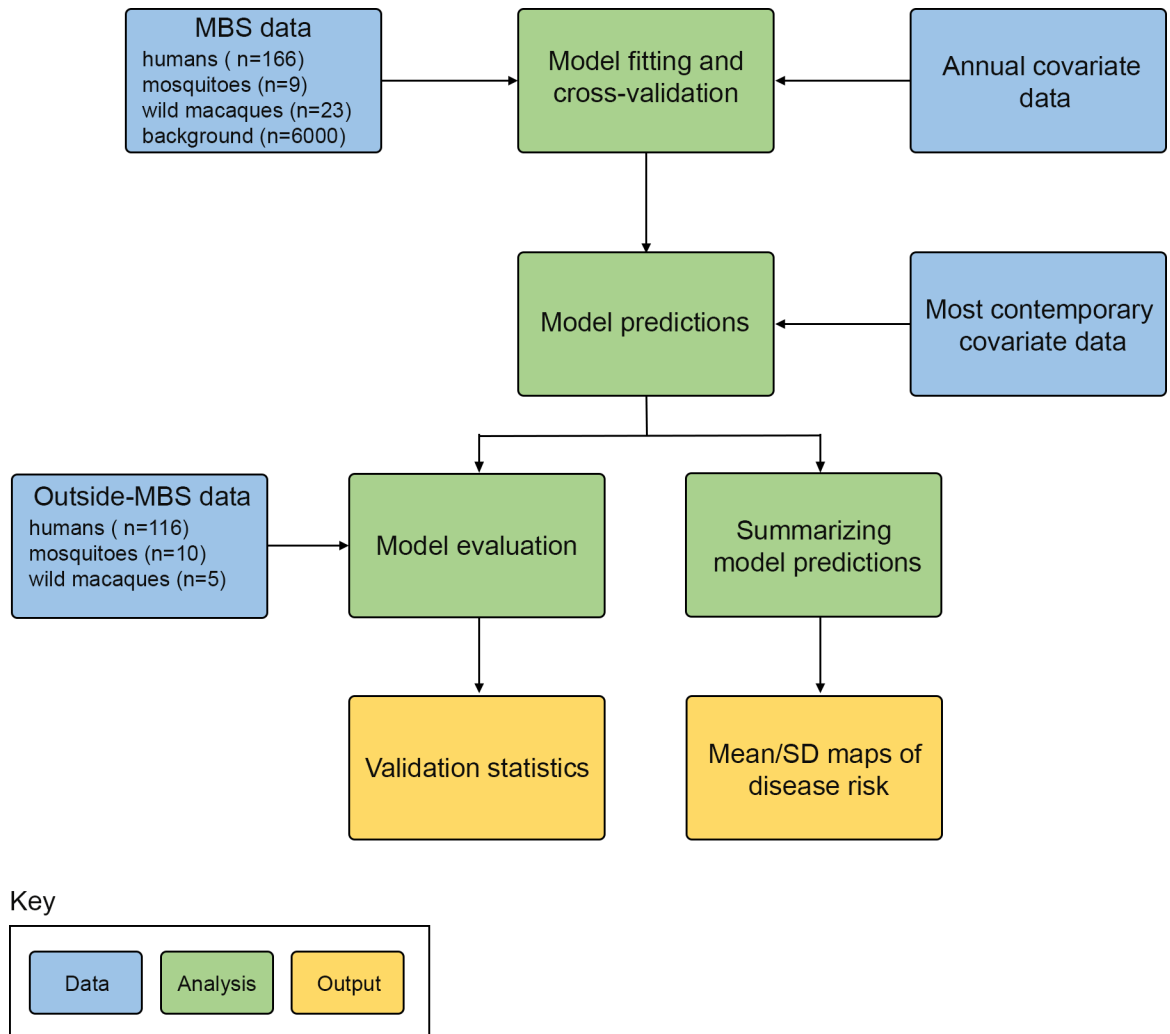 MBS data
humans ( n=166)
mosquitoes (n=9)
wild macaques (n=23)
background (n=6000)
Model fitting and
cross-validation
Annual covariate
data
Model predictions
Most contemporary
covariate data
Outside-MBS data
humans ( n=116)
mosquitoes (n=10)
wild macaques (n=5)
Model evaluation
Summarizing
model predictions
Validation statistics
Mean/SD maps of
disease risk
Key
Data
Analysis
Output